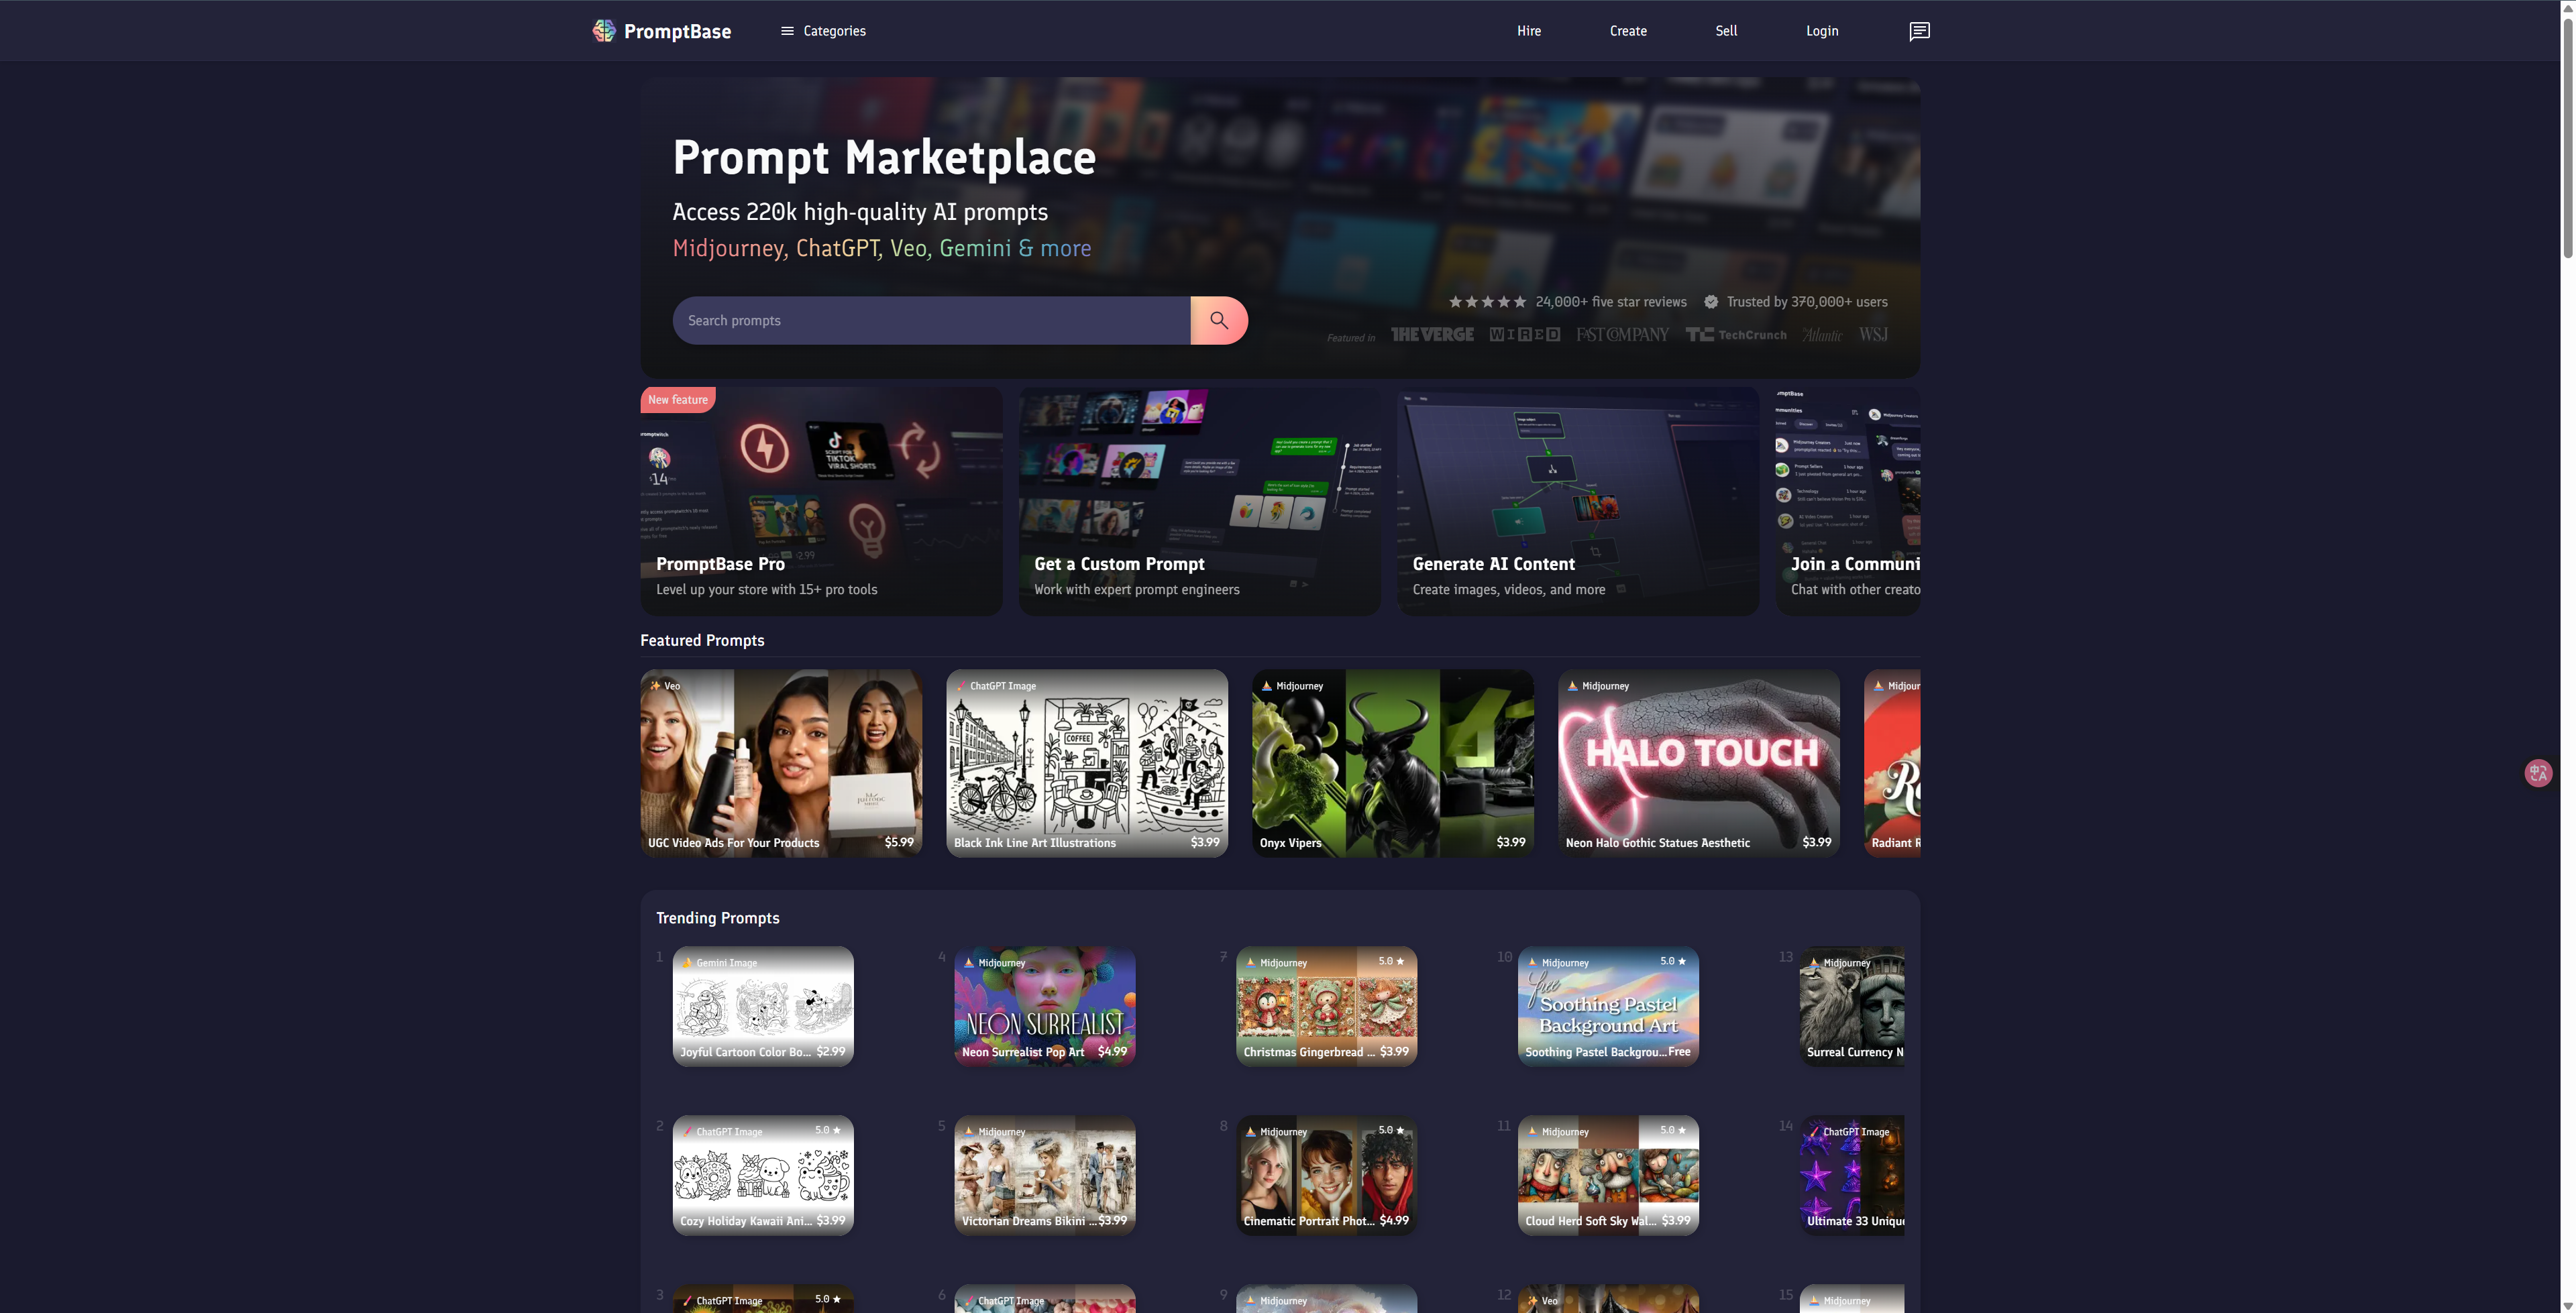 PromptBase
Categories
Hire
Create
Sell
Login
Prompt Marketplace
Access 220k high-quality AI prompts
Midjourney, ChatGPT, Veo, Gemini & more
Search prompts
24,000+ five star reviews
Trusted by 370,000+ users
Featured in
THE VERGE
WIRED
FAST COMPANY
TC TechCrunch
The Atlantic
WSJ
New feature
SCRIPT FOR
TIKTOK
VIRAL SHORTS
PromptBase Pro
Level up your store with 15+ pro tools
Get a Custom Prompt
Work with expert prompt engineers
Generate AI Content
Create images, videos, and more
Join a Communi
Chat with other creato
Featured Prompts
Veo
UGC Video Ads For Your Products
$5.99
ChatGPT Image
COFFEE
Black Ink Line Art Illustrations
$3.99
Midjourney
Onyx Vipers
$3.99
Midjourney
HALO TOUCH
Neon Halo Gothic Statues Aesthetic
$3.99
Midjour
Radiant R
Trending Prompts
1
Gemini Image
Joyful Cartoon Color Bo... $2.99
4
Midjourney
NEON SURREALIST
Neon Surrealist Pop Art $4.99
7
Midjourney 5.0 ★
Christmas Gingerbread ... $3.99
10
Midjourney 5.0 ★
free
Soothing Pastel
Background Art
Soothing Pastel Backgrou... Free
13
Midjourney
Surreal Currency N
2
ChatGPT Image 5.0 ★
Cozy Holiday Kawaii Ani... $3.99
5
Midjourney
Victorian Dreams Bikini ... $3.99
8
Midjourney 5.0 ★
Cinematic Portrait Phot... $4.99
11
Midjourney 5.0 ★
Cloud Herd Soft Sky Wal... $3.99
14
ChatGPT Image
Ultimate 33 Uniqu
3
ChatGPT Image 5.0 ★
6
ChatGPT Image
9
Midjourney
12
Veo
15
Midjourney